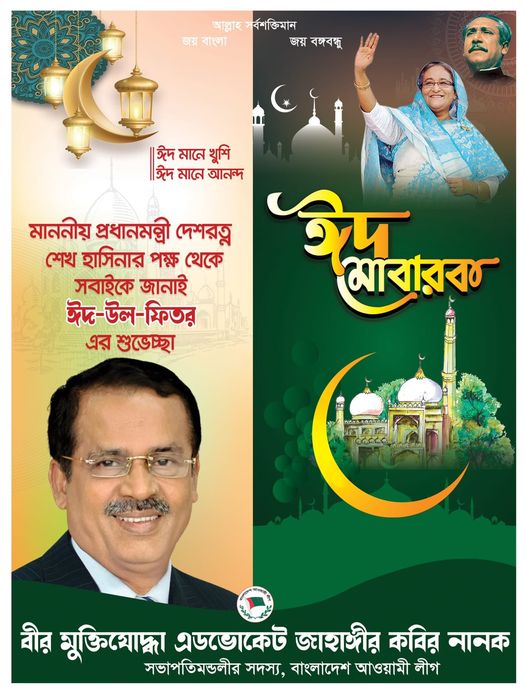 আল্লাহ সর্বশক্তিমান
জয় বাংলা
জয় বঙ্গবন্ধু
ঈদ মানে খুশি
ঈদ মানে আনন্দ
মাননীয় প্রধানমন্ত্রী দেশরত্ন
শেখ হাসিনার পক্ষ থেকে
সবাইকে জানাই
ঈদ-উল-ফিতর
এর শুভেচ্ছা
ঈদ
মোবারক
বীর মুক্তিযোদ্ধা এডভোকেট জাহাঙ্গীর কবির নানক
সভাপতিমন্ডলীর সদস্য, বাংলাদেশ আওয়ামী লীগ